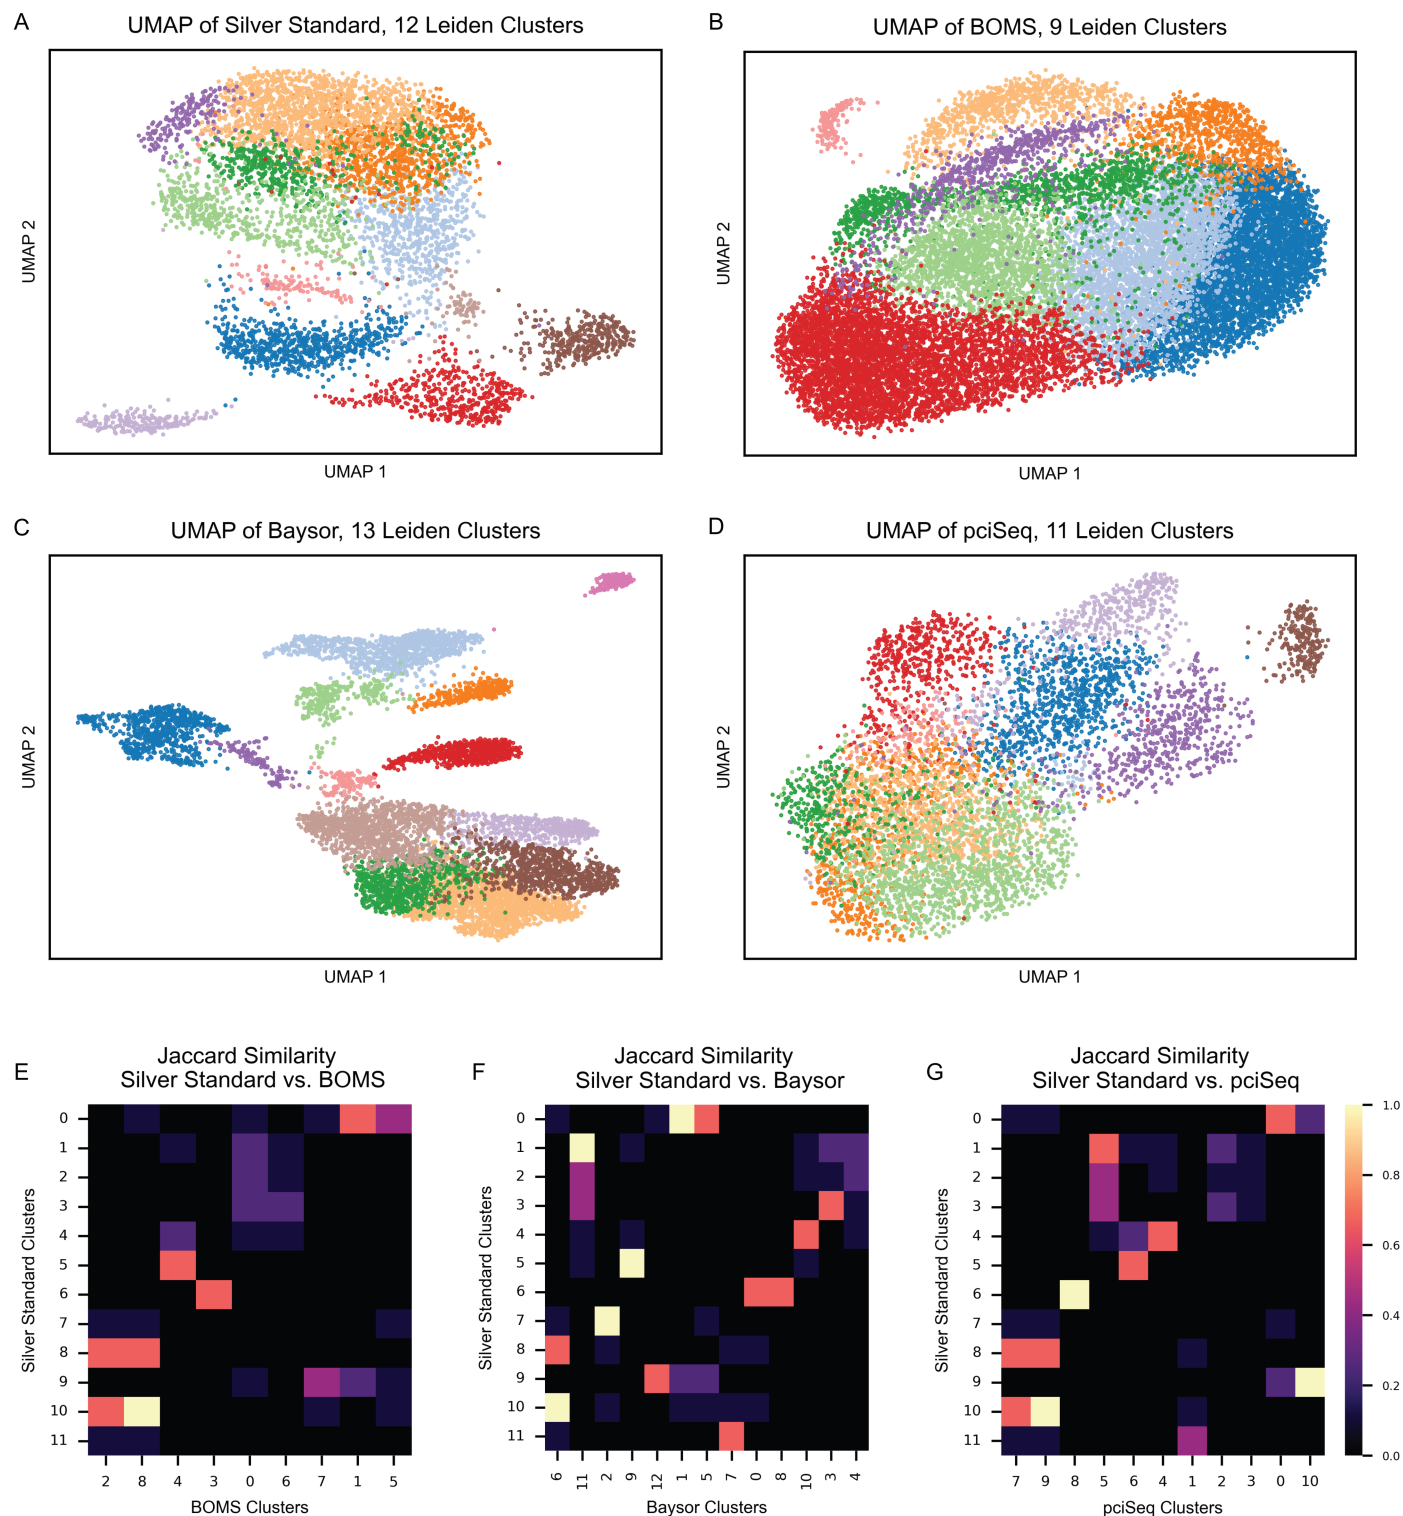 A
UMAP of Silver Standard, 12 Leiden Clusters
UMAP 2
UMAP 1
B
UMAP of BOMS, 9 Leiden Clusters
UMAP 2
UMAP 1
C
UMAP of Baysor, 13 Leiden Clusters
UMAP 2
UMAP 1
D
UMAP of pciSeq, 11 Leiden Clusters
UMAP 2
UMAP 1
E
Jaccard Similarity
Silver Standard vs. BOMS
Silver Standard Clusters
0
1
2
3
4
5
6
7
8
9
10
11
2 8 4 3 0 6 7 1 5
BOMS Clusters
F
Jaccard Similarity
Silver Standard vs. Baysor
Silver Standard Clusters
0
1
2
3
4
5
6
7
8
9
10
11
6 11 2 9 12 1 5 7 0 8 10 3 4
Baysor Clusters
G
Jaccard Similarity
Silver Standard vs. pciSeq
Silver Standard Clusters
0
1
2
3
4
5
6
7
8
9
10
11
7 9 8 5 6 4 1 2 3 0 10
pciSeq Clusters
1.0
0.8
0.6
0.4
0.2
0.0